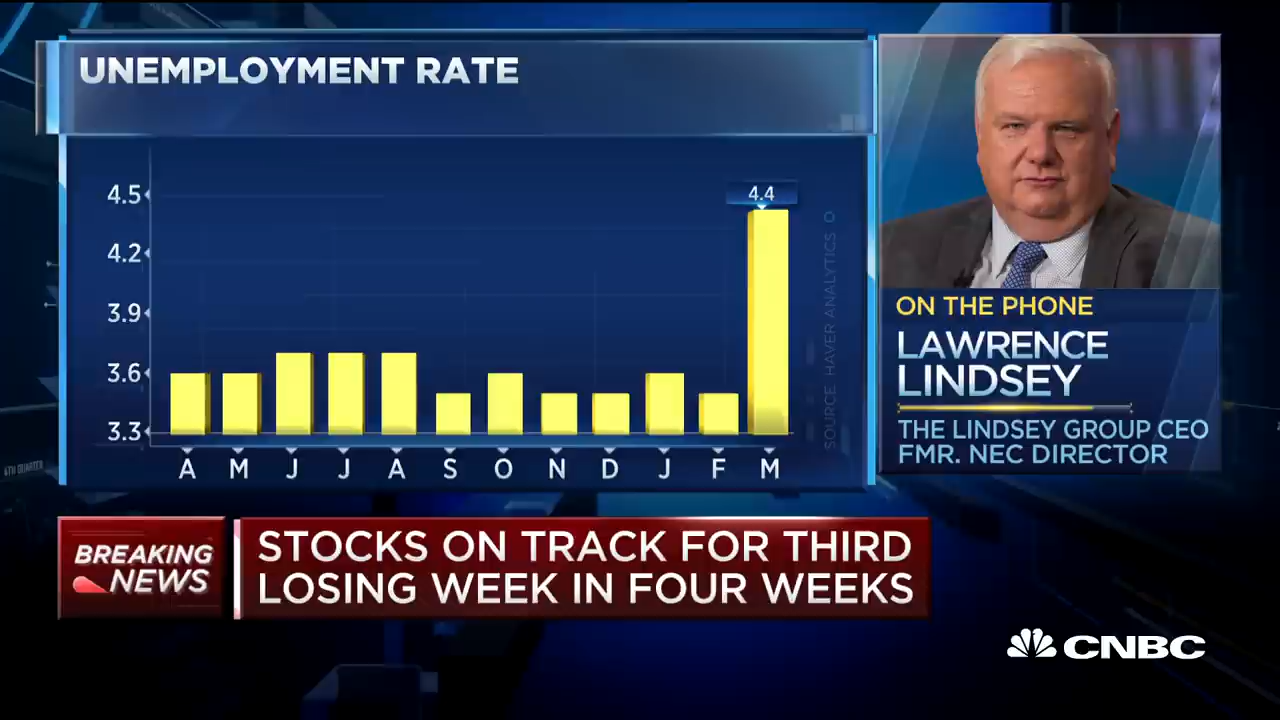 UNEMPLOYMENT RATE
4.5
4.2
3.9
3.6
3.3
4.4
A M J J A S O N D J F M
SOURCE: HAVER ANALYTICS
ON THE PHONE
LAWRENCE
LINDSEY
THE LINDSEY GROUP CEO
FMR. NEC DIRECTOR
4TH QUARTER
BREAKING
NEWS
STOCKS ON TRACK FOR THIRD
LOSING WEEK IN FOUR WEEKS
CNBC